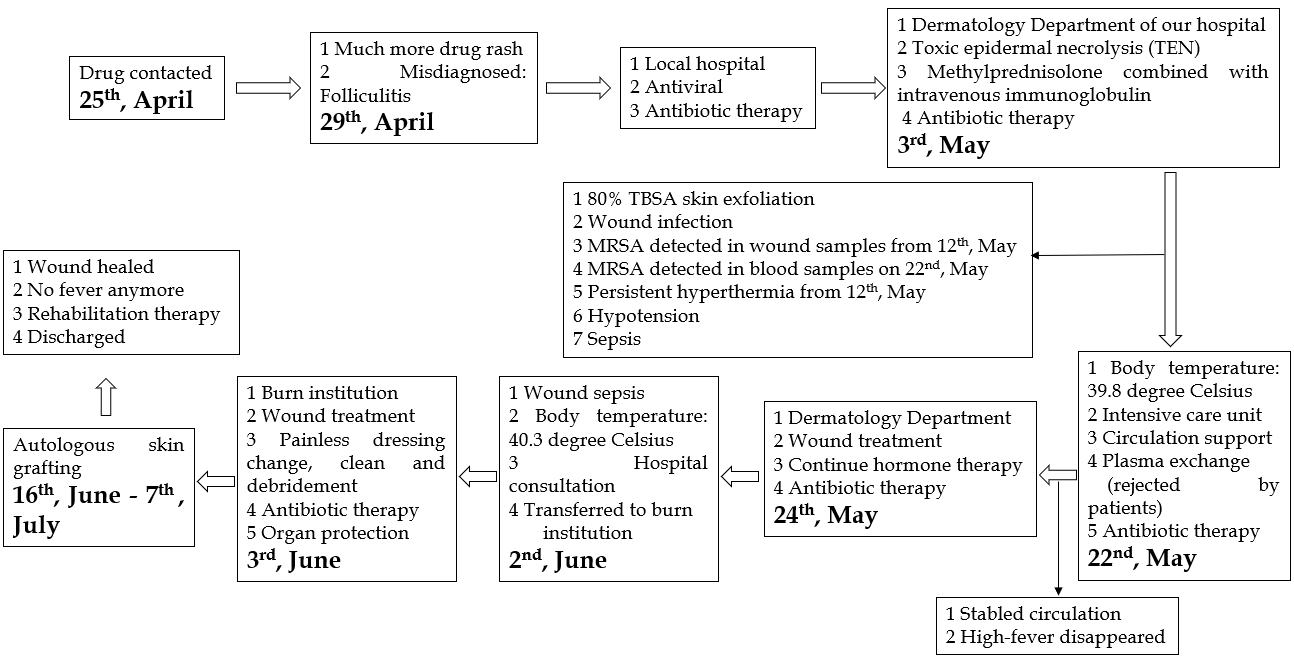 Drug contacted
25th, April
1 Much more drug rash
2 Misdiagnosed:
Folliculitis
29th, April
1 Local hospital
2 Antiviral
3 Antibiotic therapy
1 Dermatology Department of our hospital
2 Toxic epidermal necrolysis (TEN)
3 Methylprednisolone combined with
intravenous immunoglobulin
4 Antibiotic therapy
3rd, May
1 80% TBSA skin exfoliation
2 Wound infection
3 MRSA detected in wound samples from 12th, May
4 MRSA detected in blood samples on 22nd, May
5 Persistent hyperthermia from 12th, May
6 Hypotension
7 Sepsis
1 Body temperature:
39.8 degree Celsius
2 Intensive care unit
3 Circulation support
4 Plasma exchange
(rejected by
patients)
5 Antibiotic therapy
22nd, May
1 Stabled circulation
2 High-fever disappeared
1 Dermatology Department
2 Wound treatment
3 Continue hormone therapy
4 Antibiotic therapy
24th, May
1 Wound sepsis
2 Body temperature:
40.3 degree Celsius
3 Hospital
consultation
4 Transferred to burn
institution
2nd, June
1 Burn institution
2 Wound treatment
3 Painless dressing
change, clean and
debridement
4 Antibiotic therapy
5 Organ protection
3rd, June
Autologous skin
grafting
16th, June - 7th,
July
1 Wound healed
2 No fever anymore
3 Rehabilitation therapy
4 Discharged